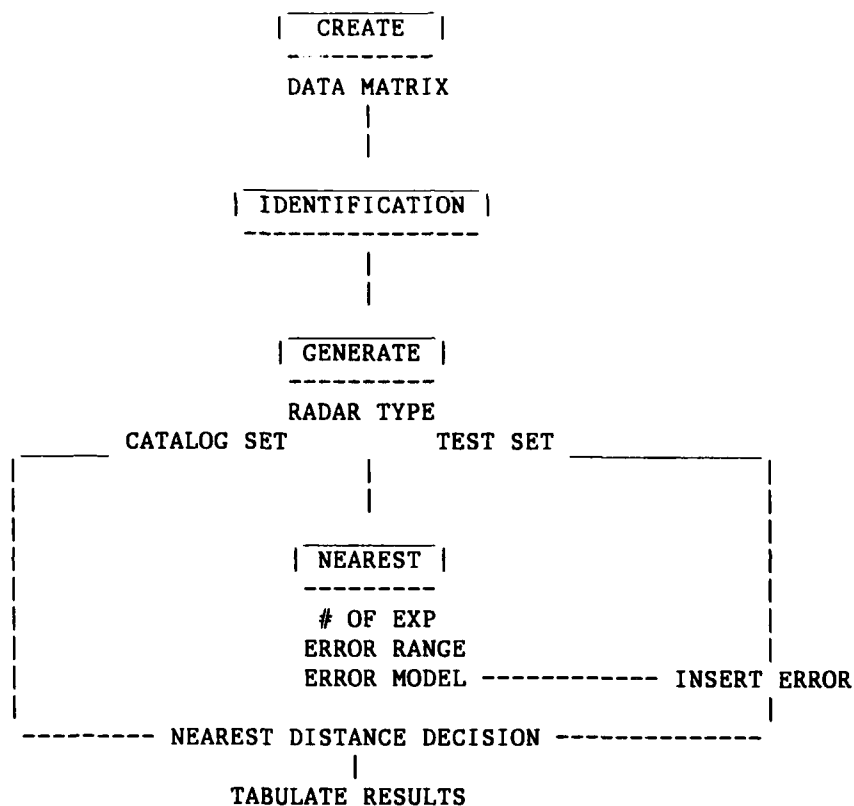 CREATE
DATA MATRIX
IDENTIFICATION
GENERATE
RADAR TYPE
CATALOG SET TEST SET
NEAREST
# OF EXP
ERROR RANGE
ERROR MODEL INSERT ERROR
NEAREST DISTANCE DECISION
TABULATE RESULTS